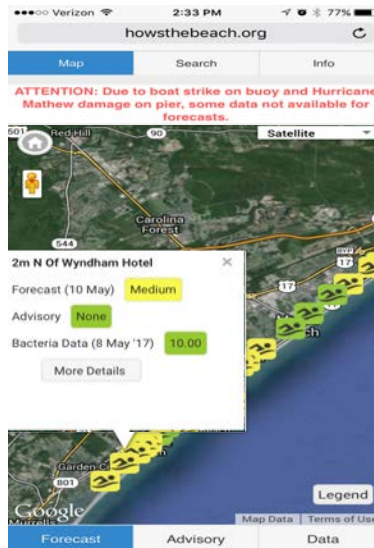 Verizon 2:33 PM 77%
howsthebeach.org
Map Search Info
ATTENTION: Due to boat strike on buoy and Hurricane
Mathew damage on pier, some data not available for
forecasts.
501 Red Hill 90 Satellite
Carolina
Forest
544
BYP
17
2m N Of Wyndham Hotel ×
17
Forecast (10 May) Medium
Advisory None
Bacteria Data (8 May '17) 10.00
More Details
Garden Ci
801
Legend
Google
Murrells
Map Data Terms of Use
Forecast Advisory Data